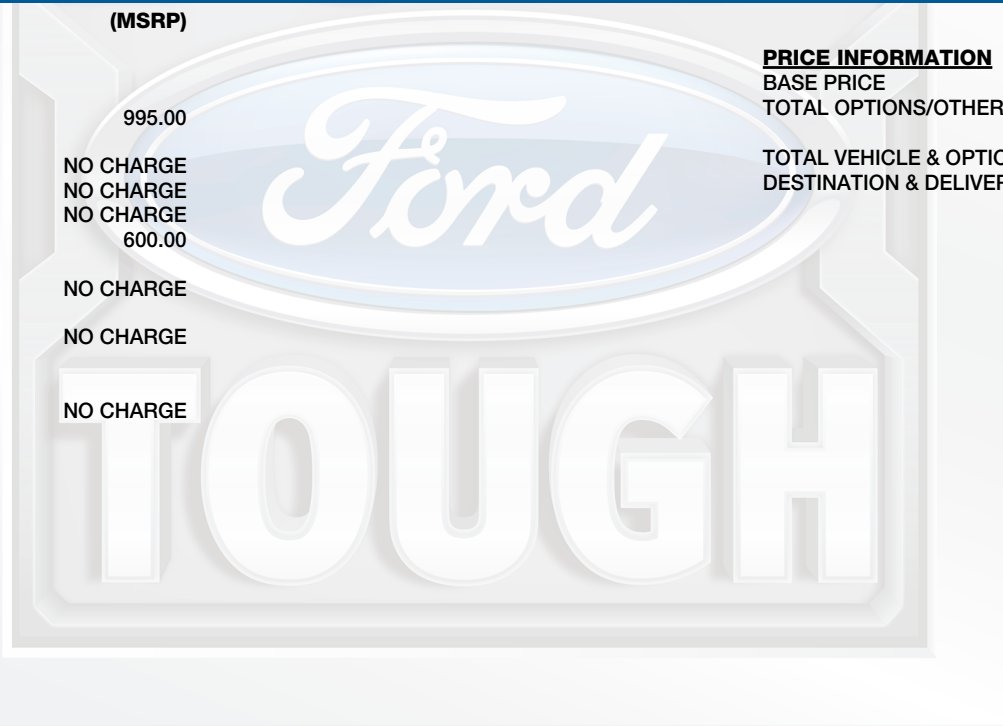 (MSRP)
995.00
NO CHARGE
NO CHARGE
NO CHARGE
600.00
NO CHARGE
NO CHARGE
NO CHARGE
PRICE INFORMATION
BASE PRICE
TOTAL OPTIONS/OTHER
TOTAL VEHICLE & OPTIO
DESTINATION & DELIVER
Ford
TOUGH